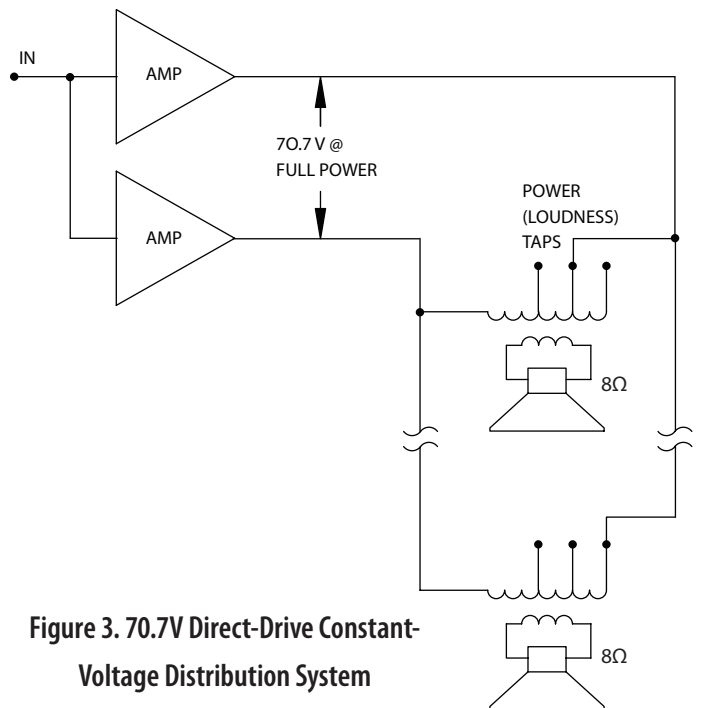 IN
AMP
70.7 V @
FULL POWER
AMP
POWER
(LOUDNESS)
TAPS
8Ω
8Ω
Figure 3. 70.7V Direct-Drive Constant-
Voltage Distribution System